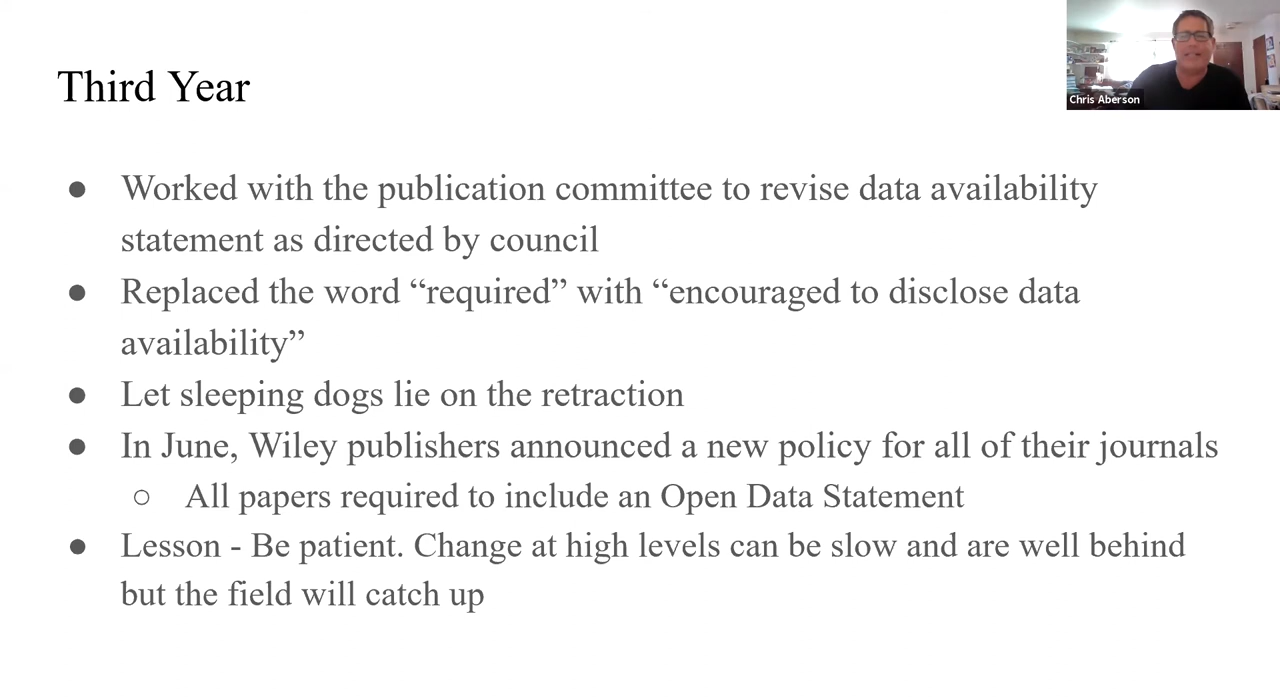 Third Year
Chris Aberson
● Worked with the publication committee to revise data availability
statement as directed by council
● Replaced the word “required” with “encouraged to disclose data
availability”
● Let sleeping dogs lie on the retraction
● In June, Wiley publishers announced a new policy for all of their journals
○ All papers required to include an Open Data Statement
● Lesson - Be patient. Change at high levels can be slow and are well behind
but the field will catch up